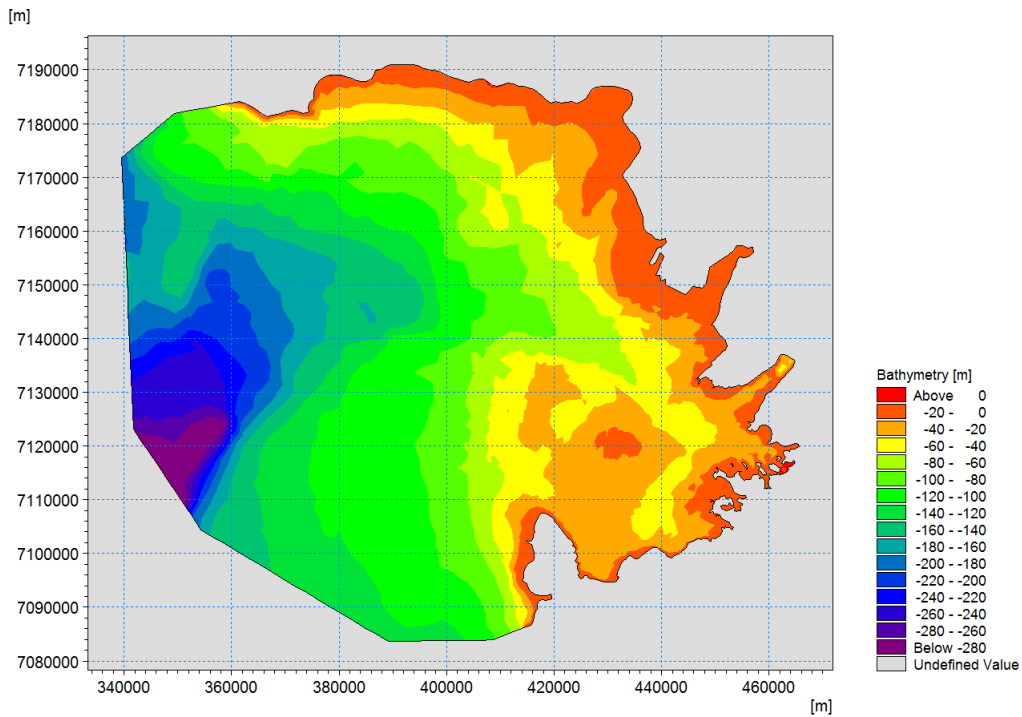 [m]
7190000
7180000
7170000
7160000
7150000
7140000
7130000
7120000
7110000
7100000
7090000
7080000
340000 360000 380000 400000 420000 440000 460000
[m]
Bathymetry [m]
Above 0
-20 - 0
-40 - -20
-60 - -40
-80 - -60
-100 - -80
-120 - -100
-140 - -120
-160 - -140
-180 - -160
-200 - -180
-220 - -200
-240 - -220
-260 - -240
-280 - -260
Below -280
Undefined Value